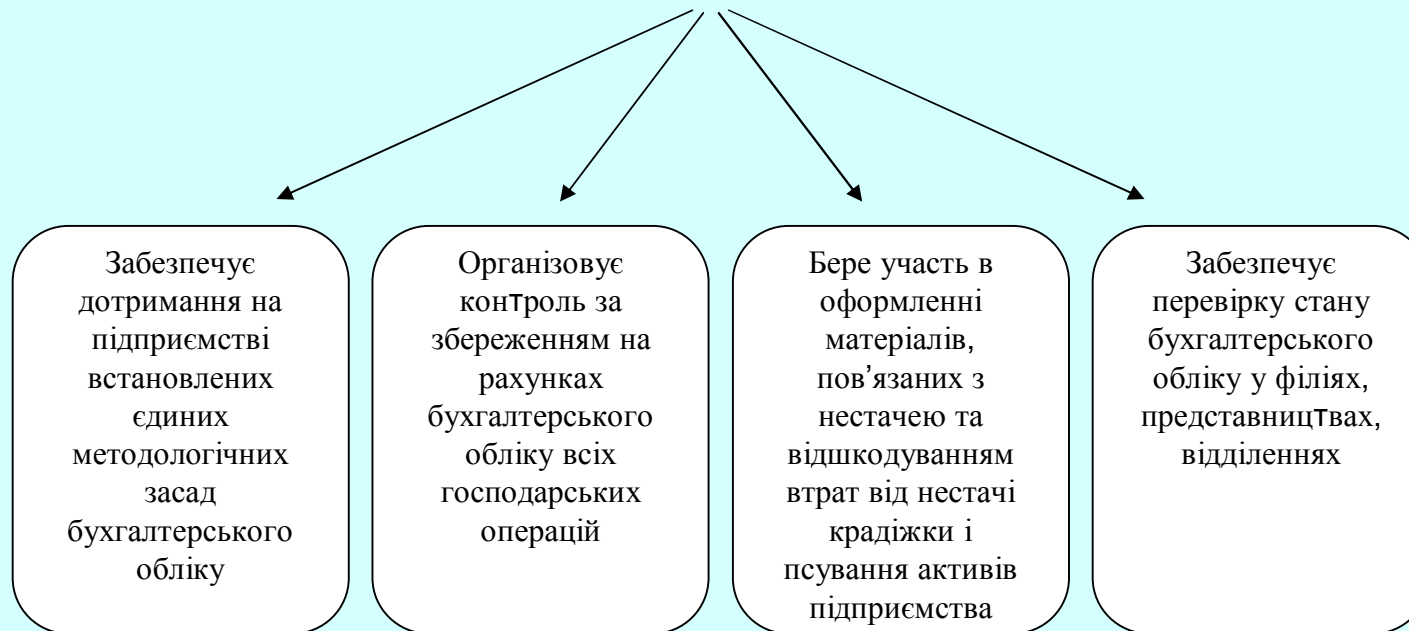 Забезпечує
дотримання на
підприємстві
встановлених
єдиних
методологічних
засад
бухгалтерського
обліку
Організовує
контроль за
збереженням на
рахунках
бухгалтерського
обліку всіх
господарських
операцій
Бере участь в
оформленні
матеріалів,
пов’язаних з
нестачею та
відшкодуванням
втрат від нестачі
крадіжки і
псування активів
підприємства
Забезпечує
перевірку стану
бухгалтерського
обліку у філіях,
представництвах,
відділеннях